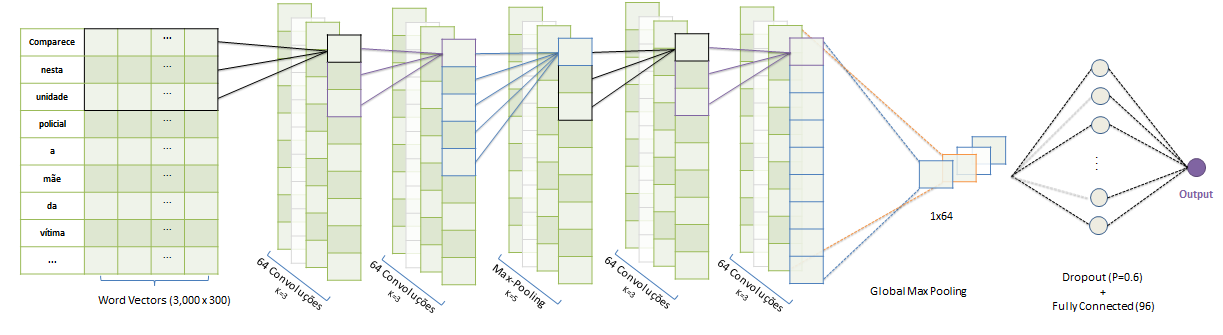 Comparece ...
nesta ...
unidade ...
policial ...
a ...
mãe ...
da ...
vítima ...
... ...
Word Vectors (3,000 x 300)
64 Convoluções
K=3
64 Convoluções
K=3
Max-Pooling
K=5
64 Convoluções
K=3
64 Convoluções
K=3
1x64
Global Max Pooling
Output
Dropout (P=0.6)
+
Fully Connected (96)